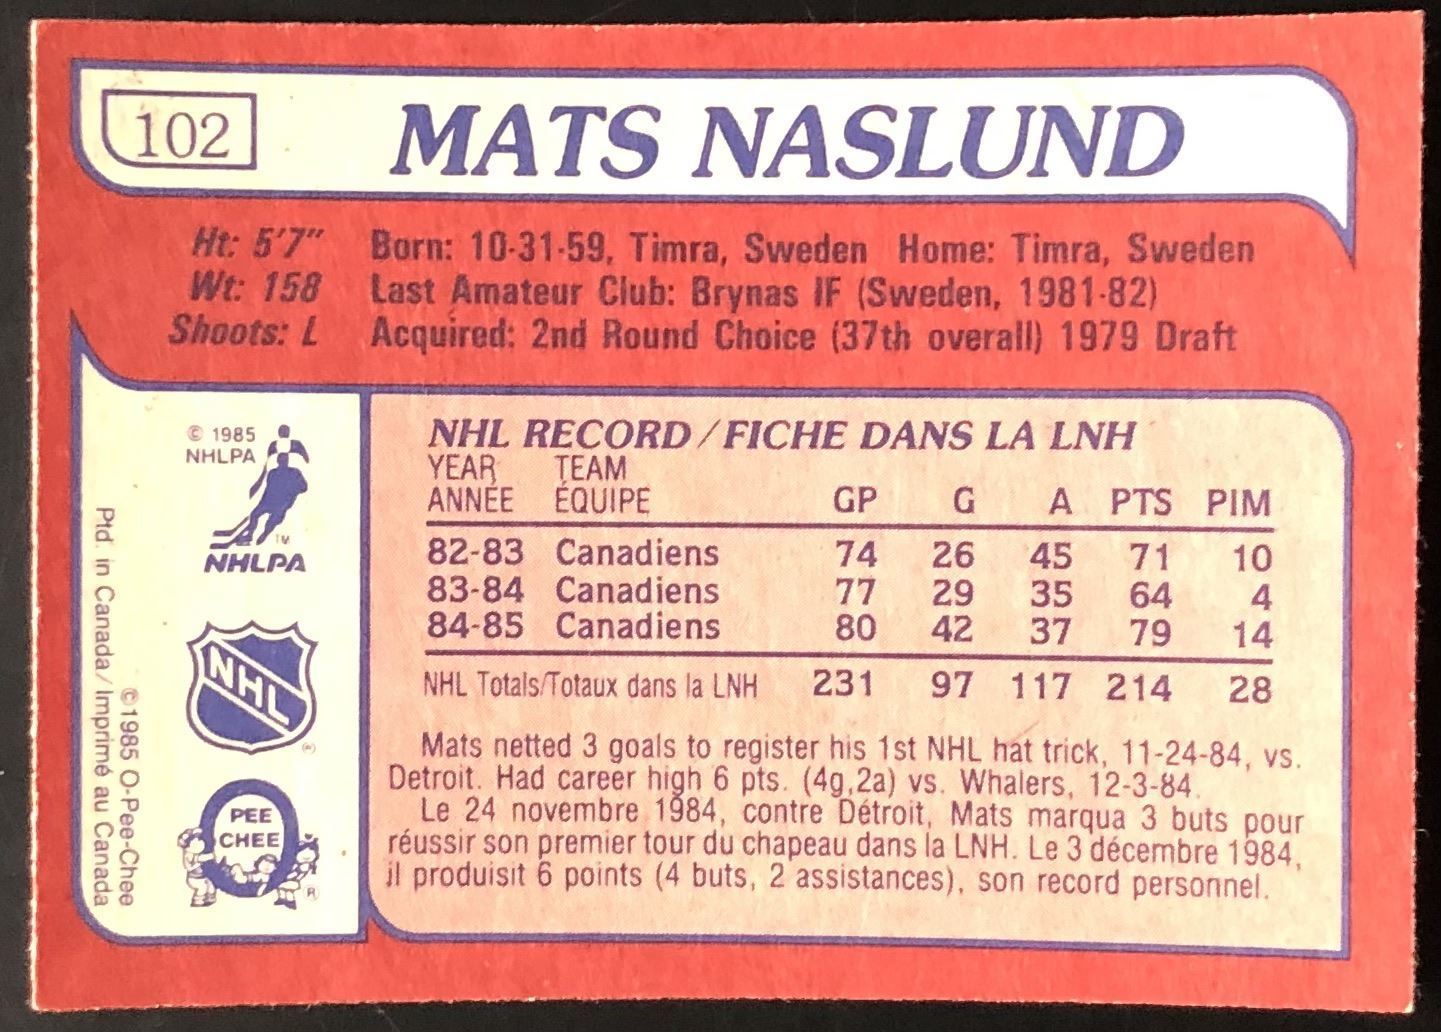 102
MATS NASLUND
Ht: 5'7" Born: 10-31-59, Timra, Sweden Home: Timra, Sweden
Wt: 158 Last Amateur Club: Brynas IF (Sweden, 1981-82)
Shoots: L Acquired: 2nd Round Choice (37th overall) 1979 Draft
© 1985
NHLPA
TM
NHLPA
NHL
®
PEE
CHEE
®
©1985 O-Pee-Chee
Ptd. in Canada/Imprimé au Canada
NHL RECORD/FICHE DANS LA LNH
YEAR TEAM
ANNÉE ÉQUIPE GP G A PTS PIM
82-83 Canadiens 74 26 45 71 10
83-84 Canadiens 77 29 35 64 4
84-85 Canadiens 80 42 37 79 14
NHL Totals/Totaux dans la LNH 231 97 117 214 28
Mats netted 3 goals to register his 1st NHL hat trick, 11-24-84, vs.
Detroit. Had career high 6 pts. (4g,2a) vs. Whalers, 12-3-84.
Le 24 novembre 1984, contre Détroit, Mats marqua 3 buts pour
réussir son premier tour du chapeau dans la LNH. Le 3 décembre 1984,
il produisit 6 points (4 buts, 2 assistances), son record personnel.